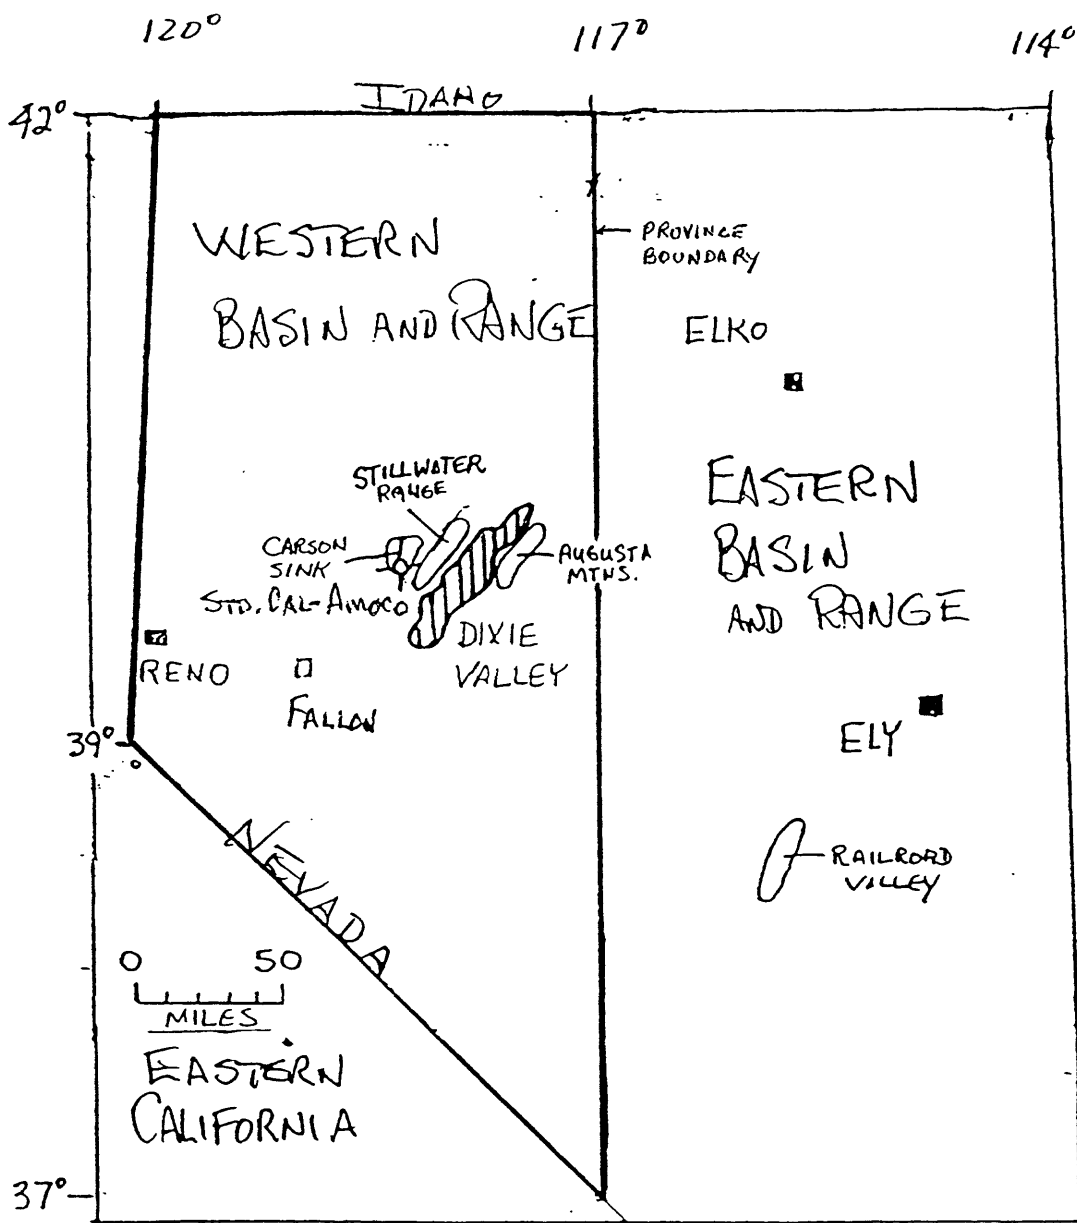 120°
117°
114°
IDAHO
42°
WESTERN
BASIN AND RANGE
PROVINCE
BOUNDARY
ELKO
STILLWATER
RANGE
CARSON
SINK
STD. CAL-AMOCO
AUGUSTA
MTNS.
EASTERN
BASIN
AND RANGE
DIXIE
VALLEY
RENO
FALLON
ELY
39°
NEVADA
RAILROAD
VALLEY
0 50
MILES
EASTERN
CALIFORNIA
37°